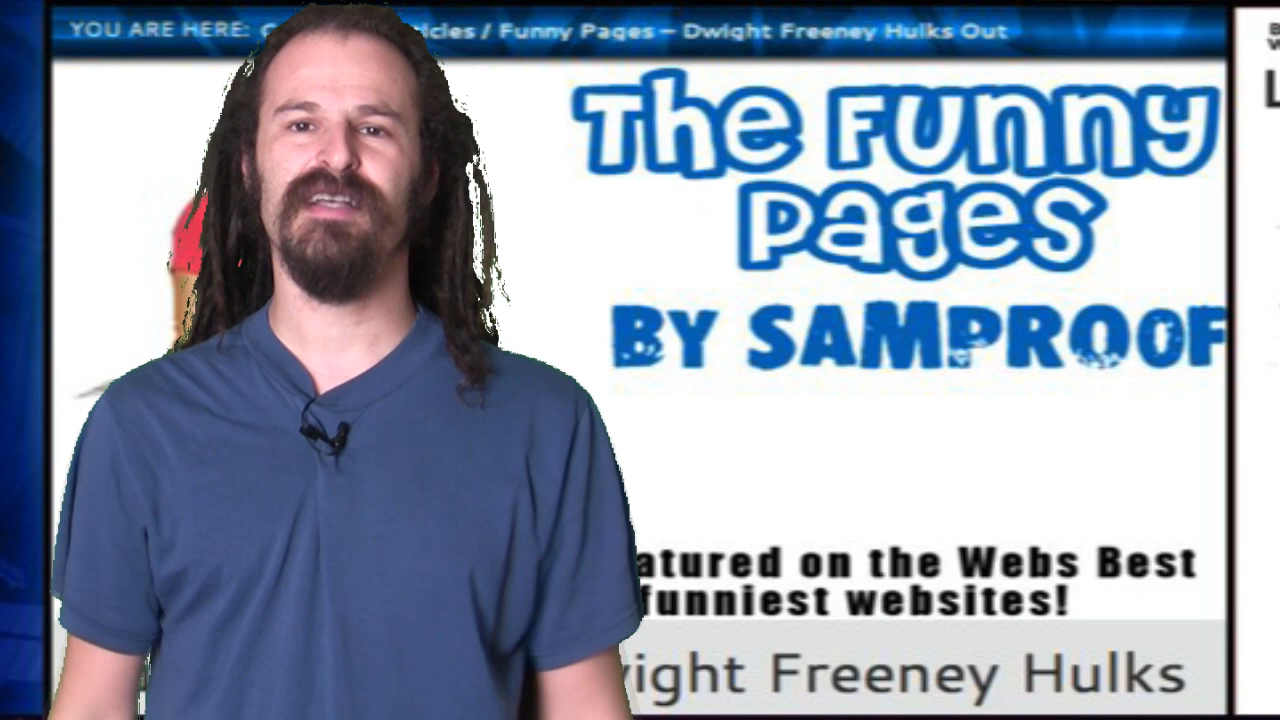 YOU ARE HERE: icles / Funny Pages – Dwight Freeney Hulks Out
The Funny
Pages
BY SAMPROOF
atured on the Webs Best
funniest websites!
wight Freeney Hulks